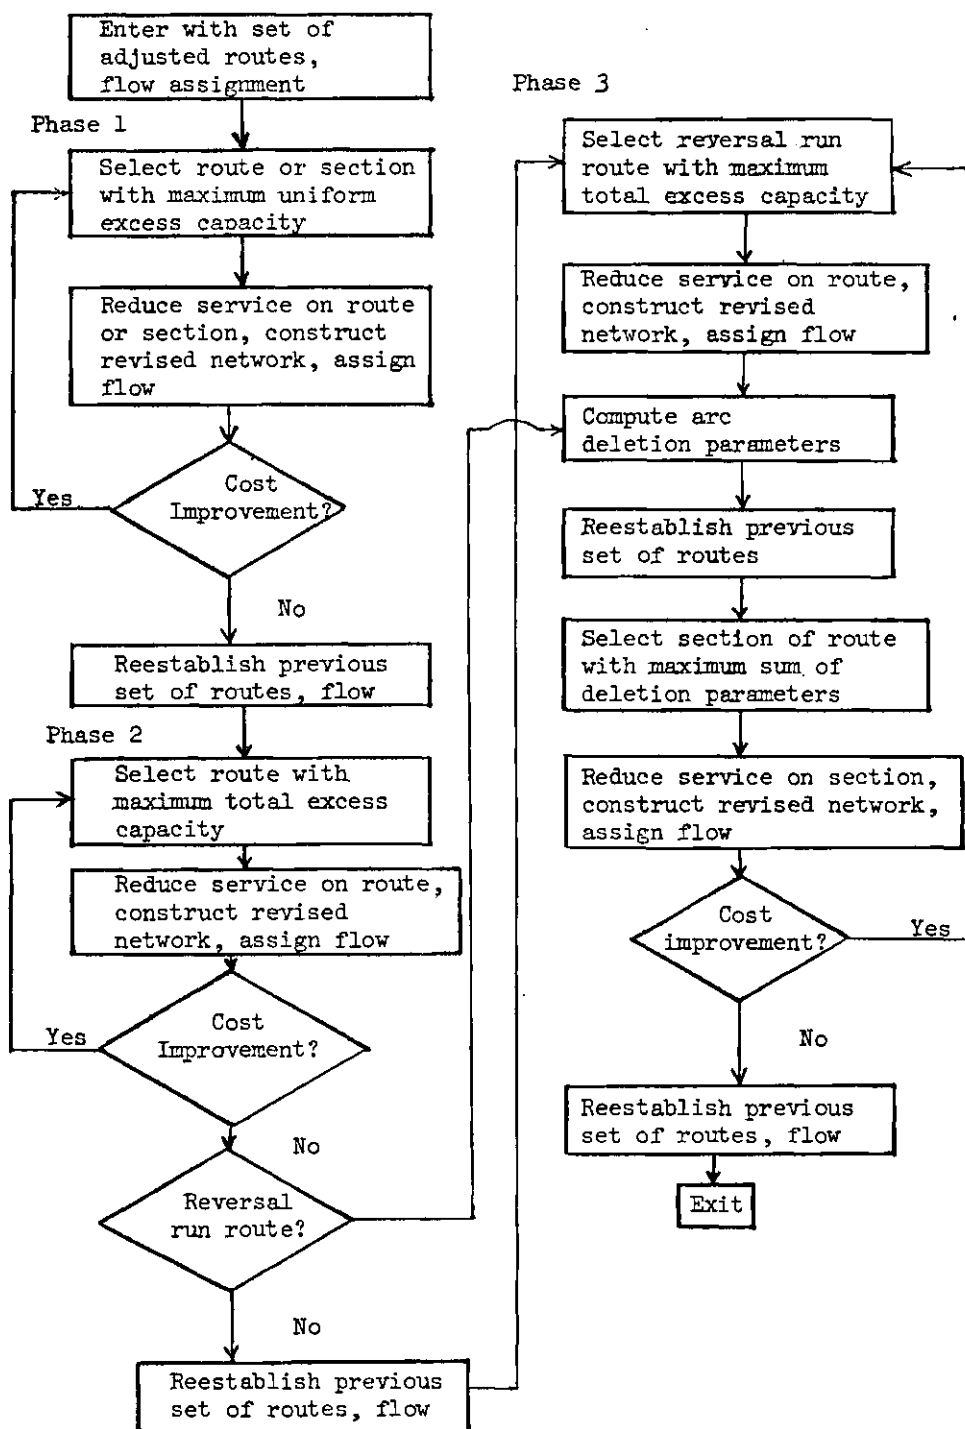 Enter with set of
adjusted routes,
flow assignment
Phase 1
Select route or section
with maximum uniform
excess capacity
Reduce service on route
or section, construct
revised network, assign
flow
Cost
Improvement?
Yes
No
Reestablish previous
set of routes, flow
Phase 2
Select route with
maximum total excess
capacity
Reduce service on route,
construct revised
network, assign flow
Cost
Improvement?
Yes
No
Reversal
run route?
No
Reestablish previous
set of routes, flow
Phase 3
Select reversal run
route with maximum
total excess capacity
Reduce service on route,
construct revised
network, assign flow
Compute arc
deletion parameters
Reestablish previous
set of routes
Select section of route
with maximum sum of
deletion parameters
Reduce service on section,
construct revised network,
assign flow
Cost
improvement?
Yes
No
Reestablish previous
set of routes, flow
Exit